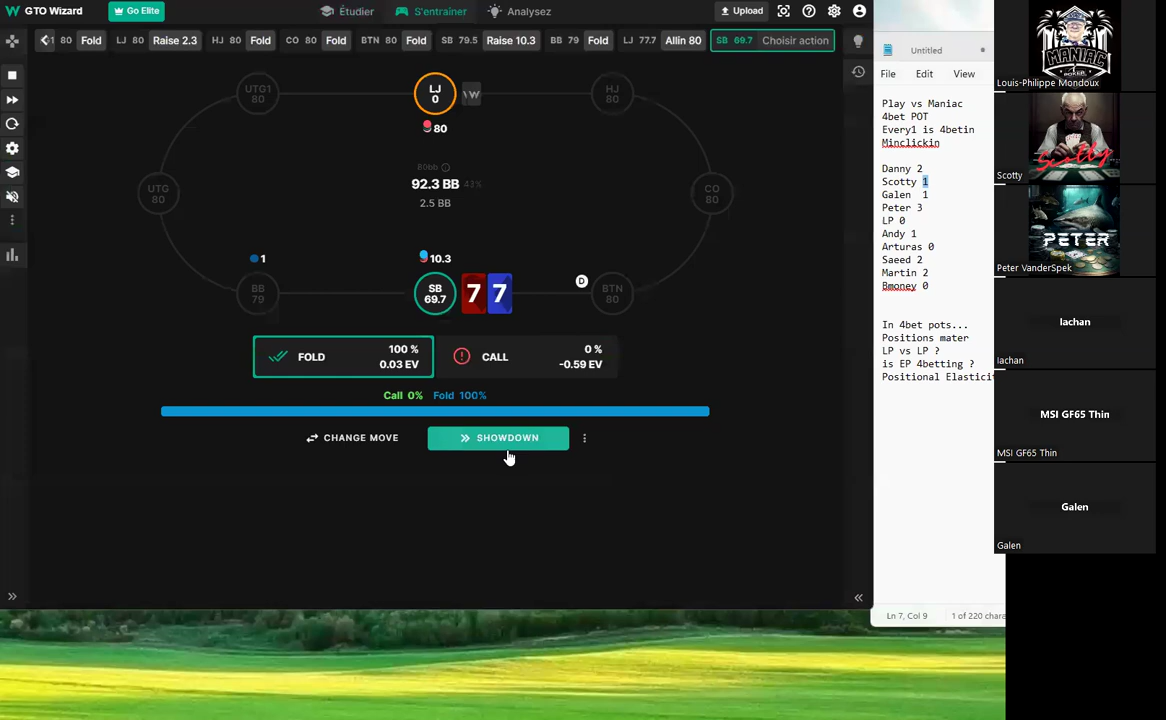 GTO Wizard
Go Elite
Étudier
S'entraîner
Analysez
Upload
1 80 Fold
LJ 80 Raise 2.3
HJ 80 Fold
CO 80 Fold
BTN 80 Fold
SB 79.5 Raise 10.3
BB 79 Fold
LJ 77.7 Allin 80
SB 69.7 Choisir action
UTG1
80
LJ
0
W
HJ
80
80
80bb
92.3 BB
2.5 BB
UTG
80
CO
80
1
10.3
D
BB
79
SB
69.7
7 7
BTN
80
FOLD
100 %
0.03 EV
CALL
0 %
-0.59 EV
Call 0% Fold 100%
CHANGE MOVE
SHOWDOWN
Untitled
File Edit View
Play vs Maniac
4bet POT
Every1 is 4betin
Minclickin
Danny 2
Scotty 1
Galen 1
Peter 3
LP 0
Andy 1
Arturas 0
Saeed 2
Martin 2
Bmoney 0
In 4bet pots...
Positions mater
LP vs LP ?
is EP 4betting ?
Positional Elasticit
Ln 7, Col 9
1 of 220 chara
MANIAC
POKER
Louis-Philippe Mondoux
Scotty
Scotty
PETER
Peter VanderSpek
lachan
lachan
MSI GF65 Thin
MSI GF65 Thin
Galen
Galen